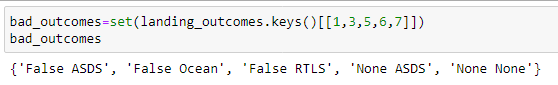 bad_outcomes=set(landing_outcomes.keys()[[1,3,5,6,7]])
bad_outcomes
{'False ASDS', 'False Ocean', 'False RTLS', 'None ASDS', 'None None'}